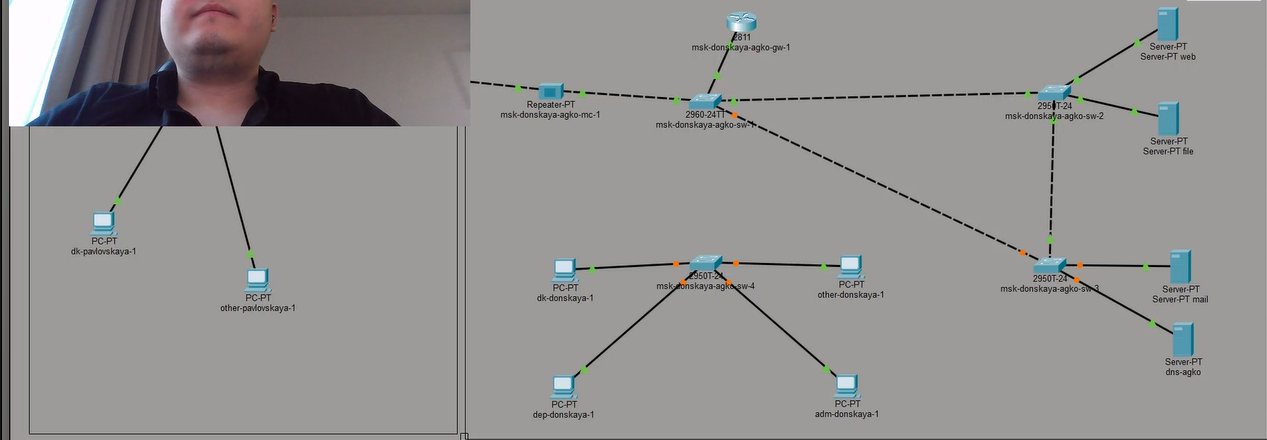 2811
msk-donskaya-agko-gw-1
Server-PT
Server-PT web
Repeater-PT
msk-donskaya-agko-mc-1
2960-24TT
msk-donskaya-agko-sw-1
2950T-24
msk-donskaya-agko-sw-2
Server-PT
Server-PT file
PC-PT
dk-pavlovskaya-1
PC-PT
other-pavlovskaya-1
PC-PT
dk-donskaya-1
2950T-24
msk-donskaya-agko-sw-4
PC-PT
other-donskaya-1
2950T-24
msk-donskaya-agko-sw-3
Server-PT
Server-PT mail
Server-PT
dns-agko
PC-PT
dep-donskaya-1
PC-PT
adm-donskaya-1